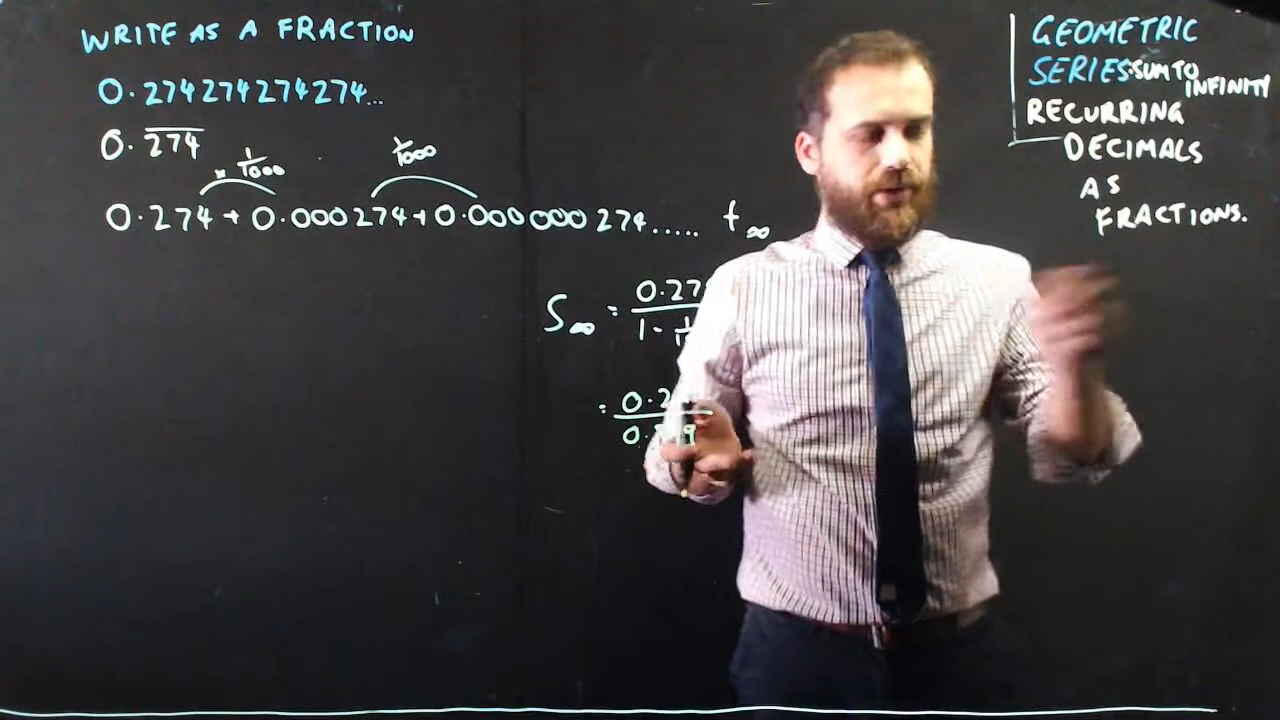 WRITE AS A FRACTION
0.274274274274...
0.274
× 1/1000
1/1000
0.274 + 0.000274 + 0.000000274..... t∞
S∞ = 0.27
1 -
= 0.2
0.
GEOMETRIC
SERIES: SUM TO
INFINITY
RECURRING
DECIMALS
AS
FRACTIONS.